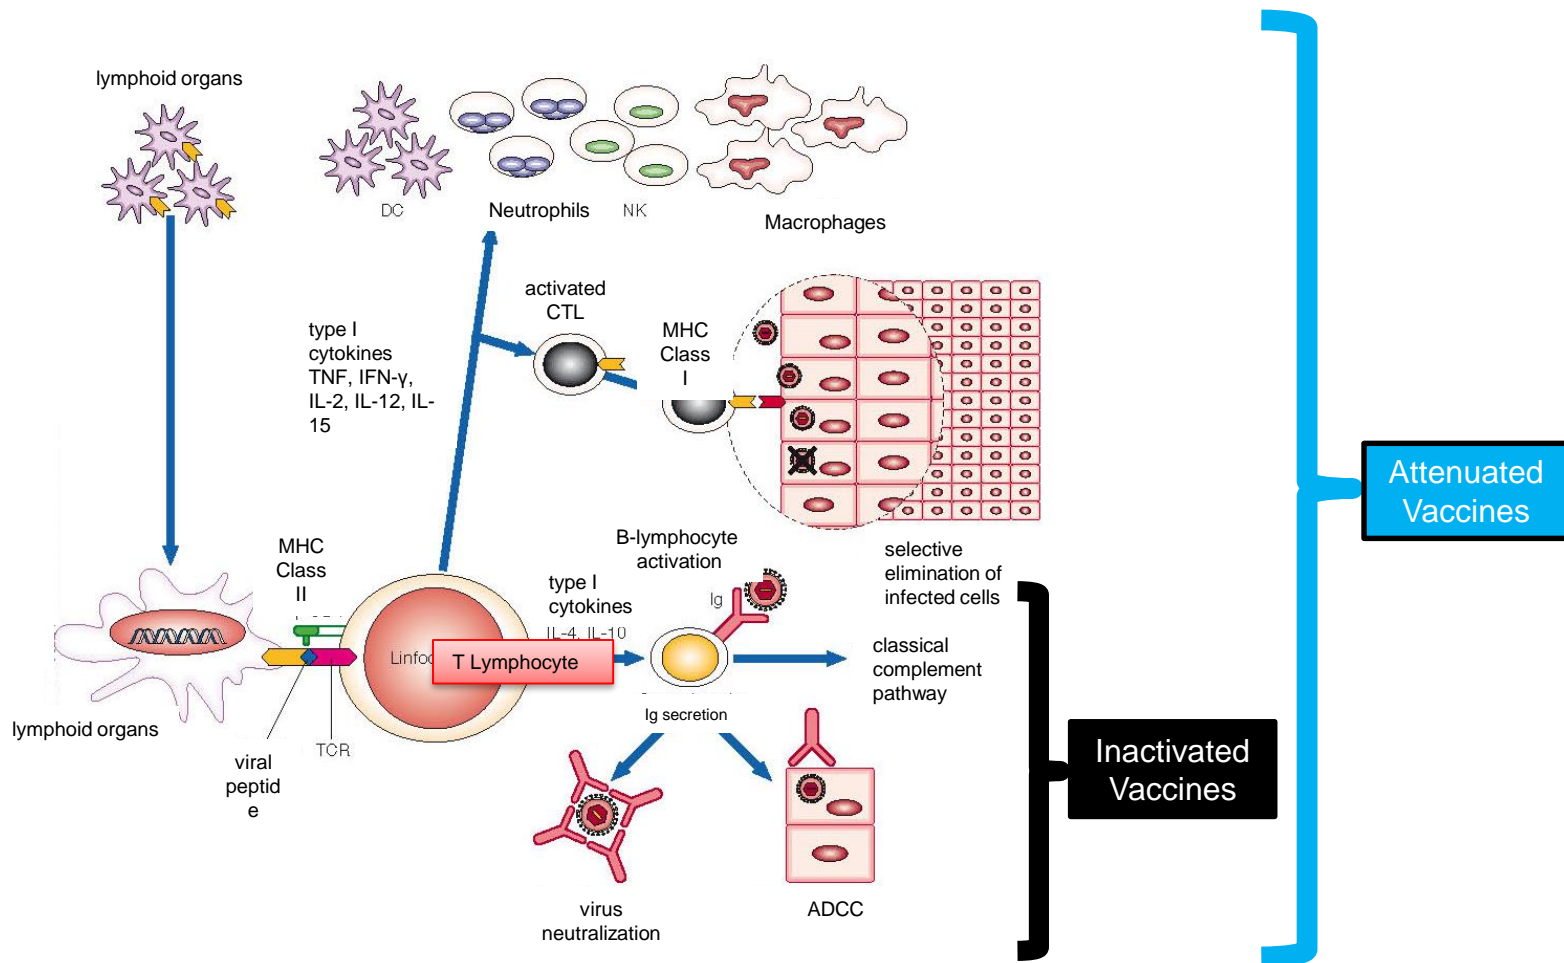 lymphoid organs
DC
Neutrophils
NK
Macrophages
activated
CTL
type I
cytokines
TNF, IFN-γ,
IL-2, IL-12, IL-
15
MHC
Class
I
Attenuated
Vaccines
B-lymphocyte
activation
selective
elimination of
infected cells
MHC
Class
II
type I
cytokines
IL-4, IL-10
Ig
T Lymphocyte
classical
complement
pathway
lymphoid organs
Ig secretion
TCR
viral
peptid
e
Inactivated
Vaccines
virus
neutralization
ADCC